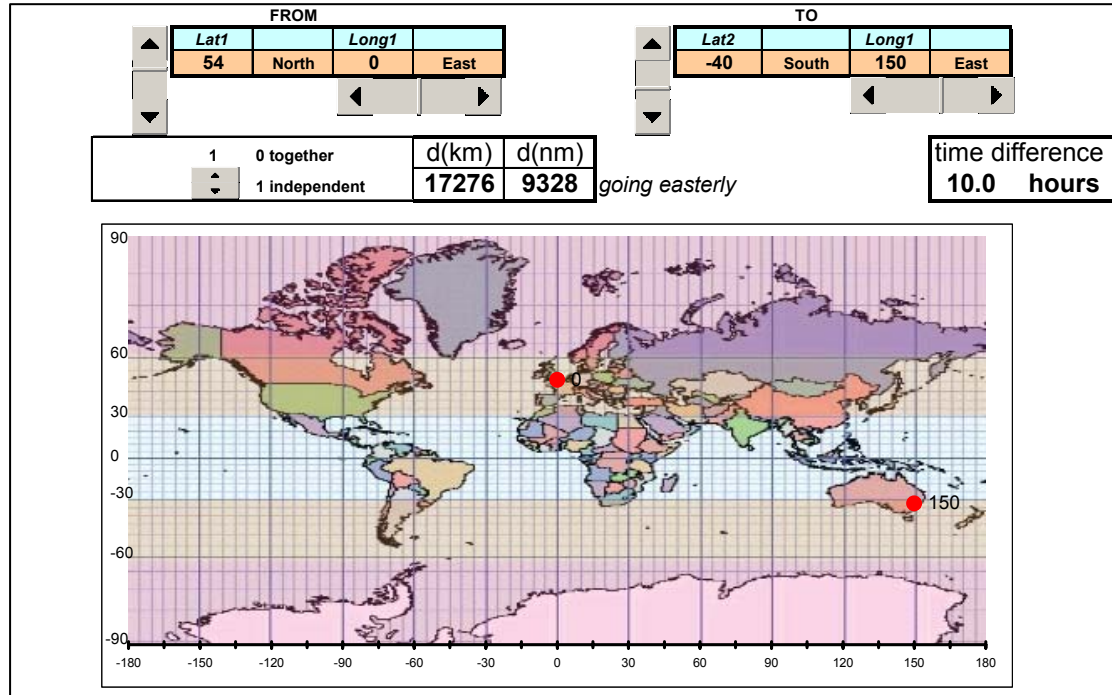 FROM TO
Lat1 Long1 Lat2 Long1
54 North 0 East -40 South 150 East
1 0 together d(km) d(nm) time difference
1 independent 17276 9328 going easterly 10.0 hours
90
60
30
0
-30
-60
-90
0
150
-180 -150 -120 -90 -60 -30 0 30 60 90 120 150 180